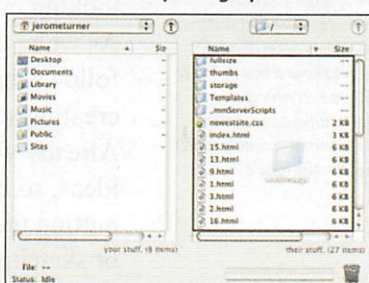 jerometurner
/
Name Siz
Name Size
Desktop --
Documents --
Library --
Movies --
Music --
Pictures --
Public --
Sites --
fullsize --
thumbs --
storage --
Templates --
_mmServerScripts --
newestsite.css 2 KB
index.html 3 KB
15.html 6 KB
13.html 6 KB
9.html 6 KB
1.html 6 KB
3.html 6 KB
2.html 6 KB
16.html 6 KB
your stuff. (8 items)
their stuff. (27 items)
File: --
Status: Idle